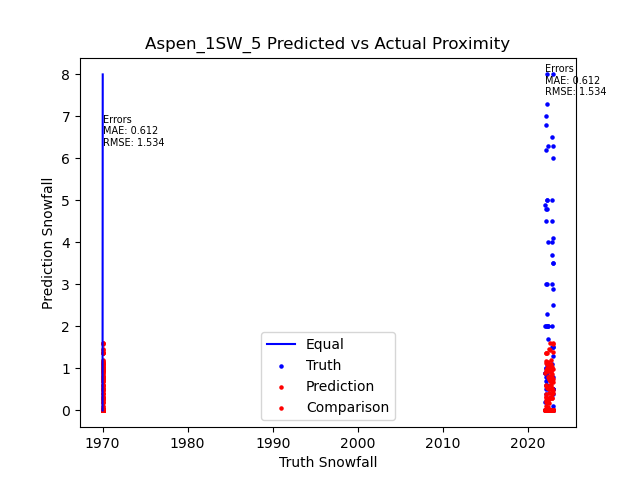 Aspen_1SW_5 Predicted vs Actual Proximity
Errors
MAE: 0.612
RMSE: 1.534
Errors
MAE: 0.612
RMSE: 1.534
8
7
6
5
4
3
2
1
0
Prediction Snowfall
Equal
Truth
Prediction
Comparison
1970 1980 1990 2000 2010 2020
Truth Snowfall